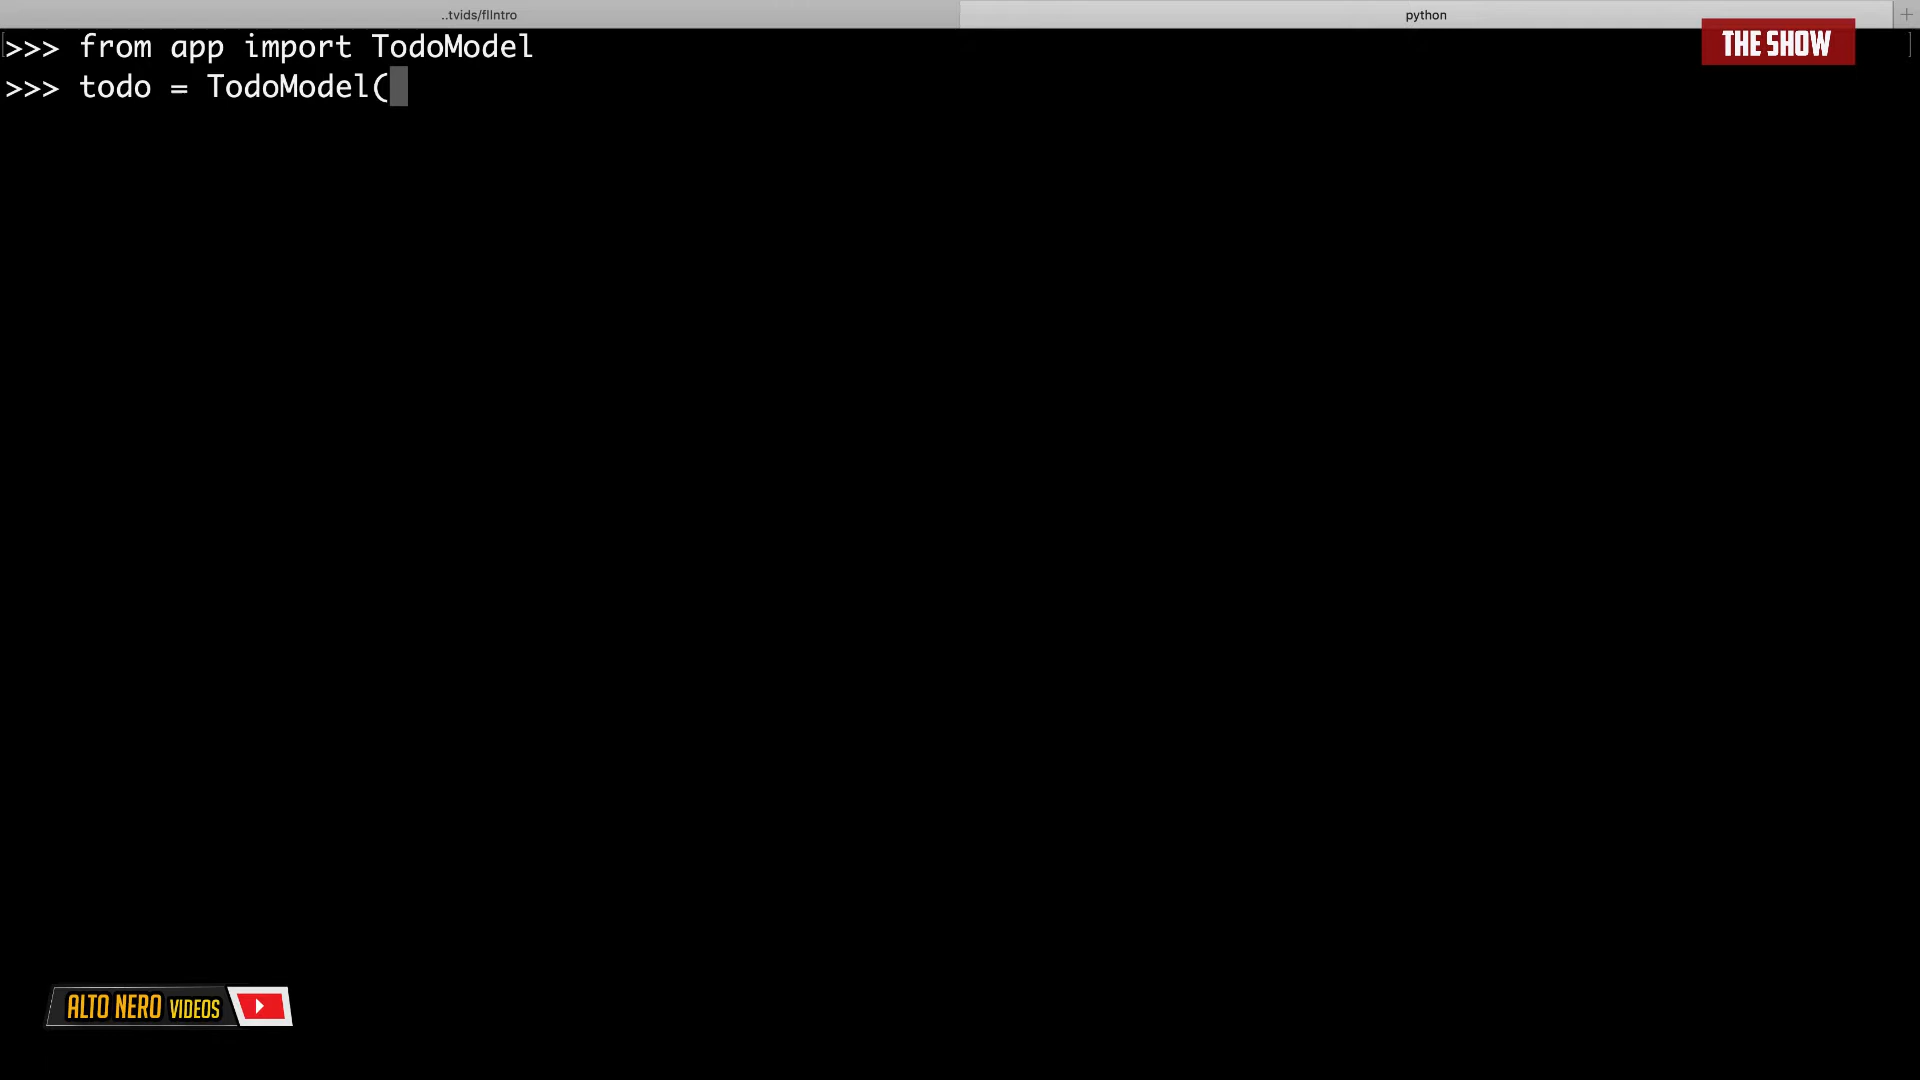 ..tvids/flIntro
python
+
THE SHOW
>>> from app import TodoModel
>>> todo = TodoModel(
ALTO NERO VIDEOS